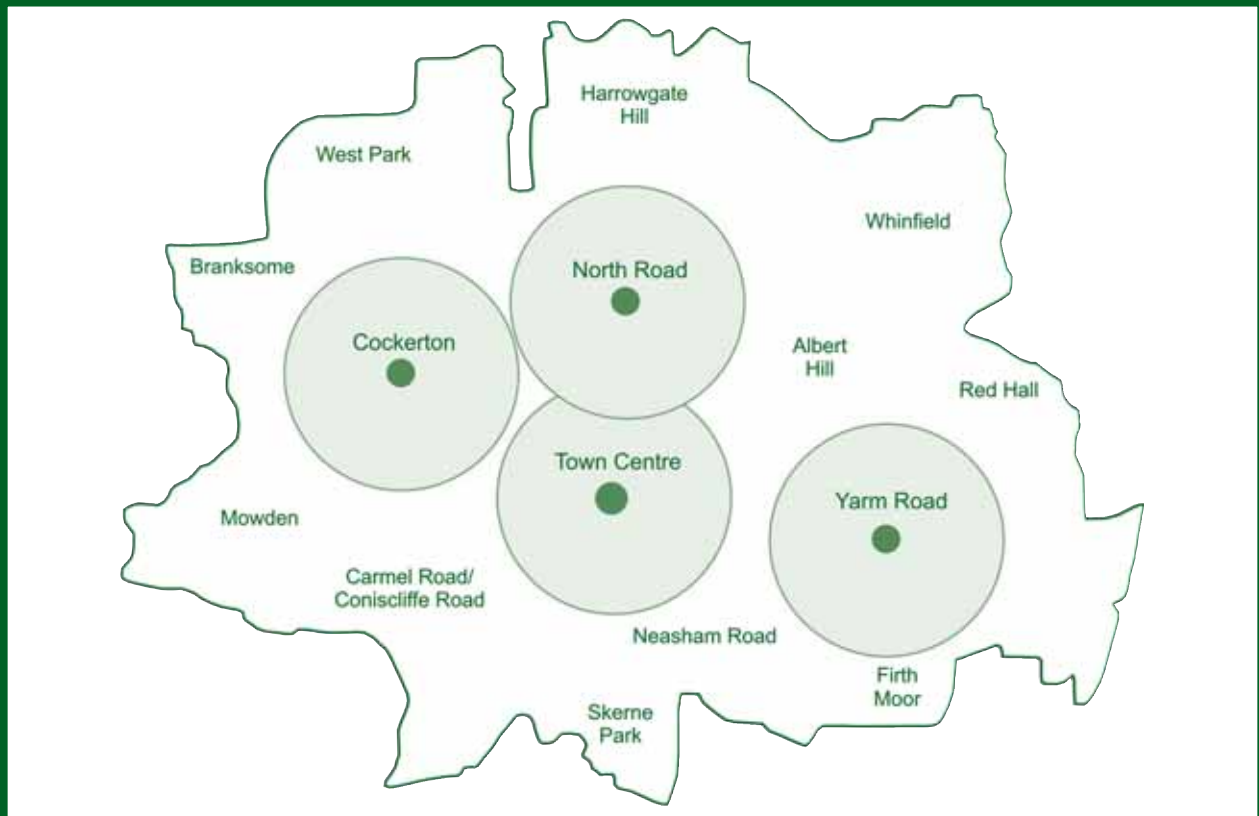 Harrowgate
Hill
West Park
Whinfield
Branksome
North Road
Cockerton
Albert
Hill
Red Hall
Town Centre
Yarm Road
Mowden
Carmel Road/
Coniscliffe Road
Neasham Road
Firth
Moor
Skerne
Park